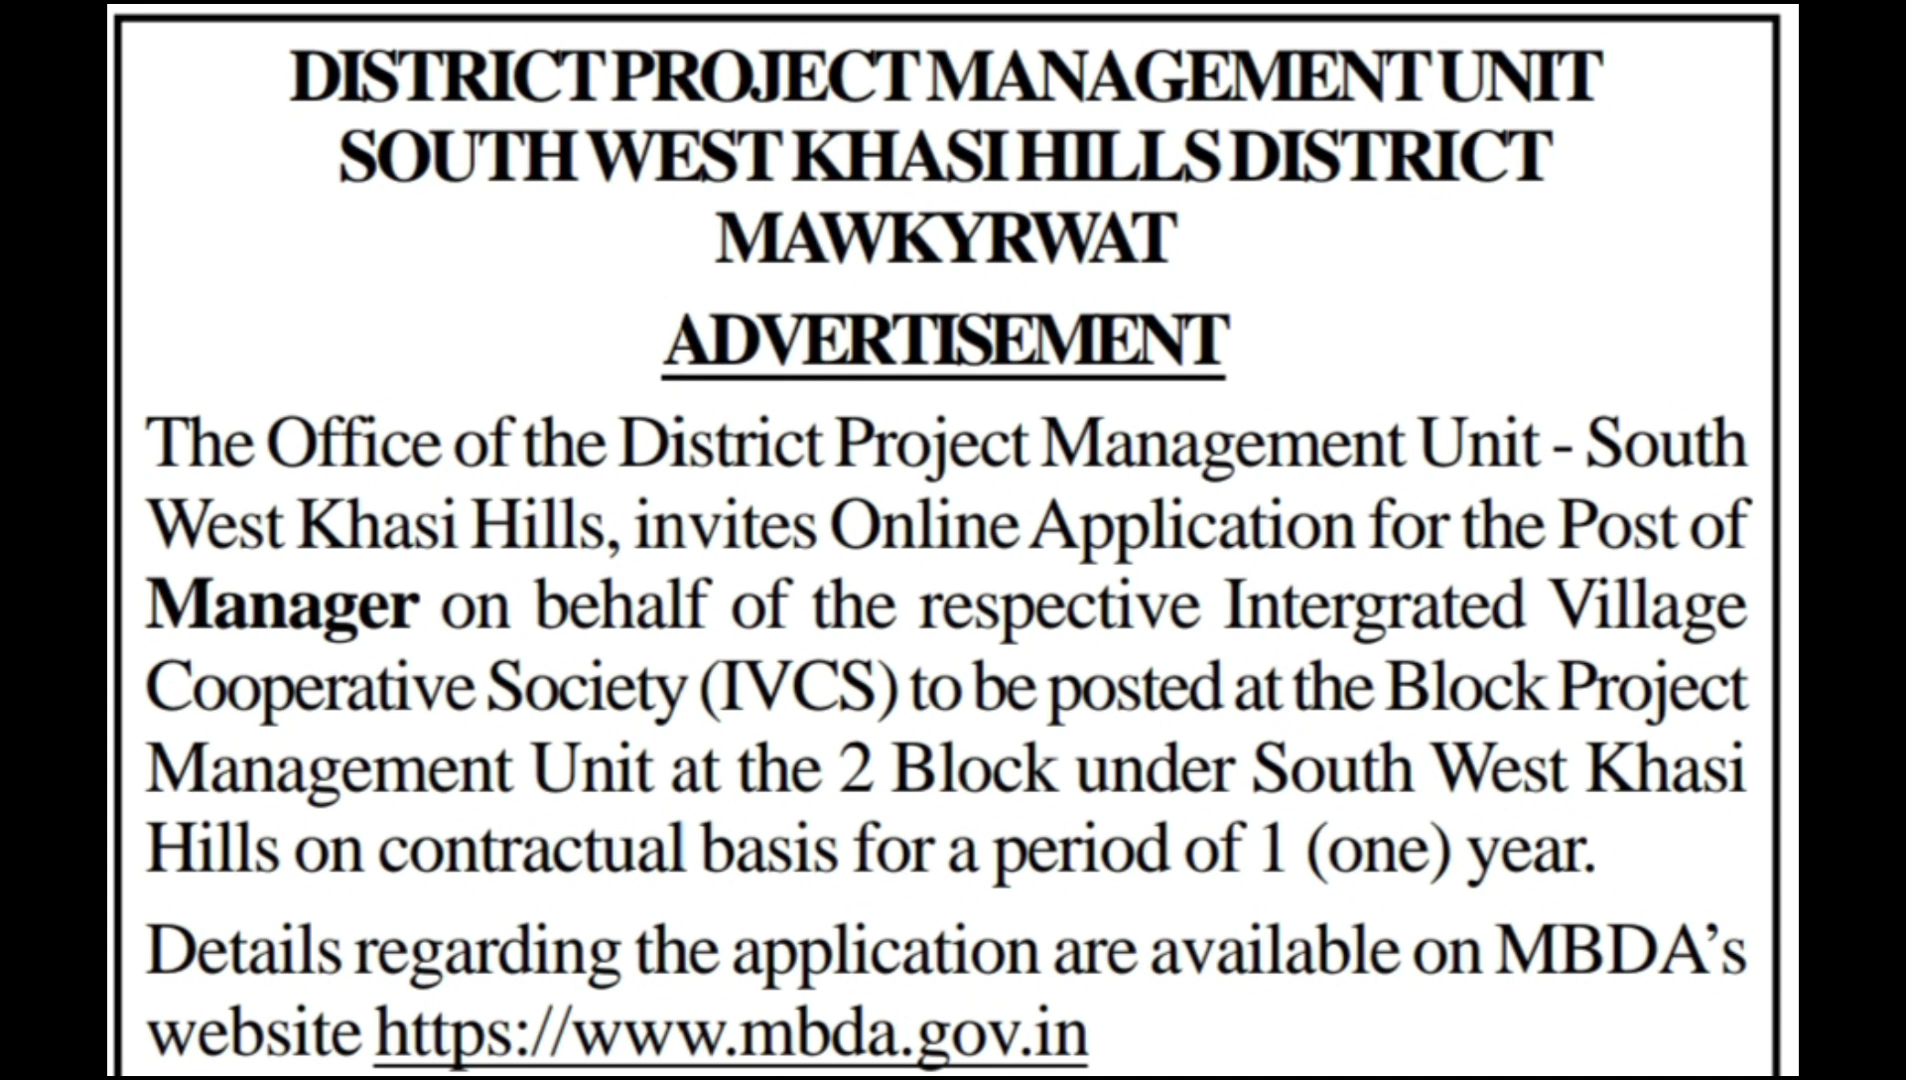 DISTRICT PROJECT MANAGEMENT UNIT
SOUTH WEST KHASI HILLS DISTRICT
MAWKYRWAT
ADVERTISEMENT
The Office of the District Project Management Unit - South
West Khasi Hills, invites Online Application for the Post of
Manager on behalf of the respective Intergrated Village
Cooperative Society (IVCS) to be posted at the Block Project
Management Unit at the 2 Block under South West Khasi
Hills on contractual basis for a period of 1 (one) year.
Details regarding the application are available on MBDA’s
website https://www.mbda.gov.in